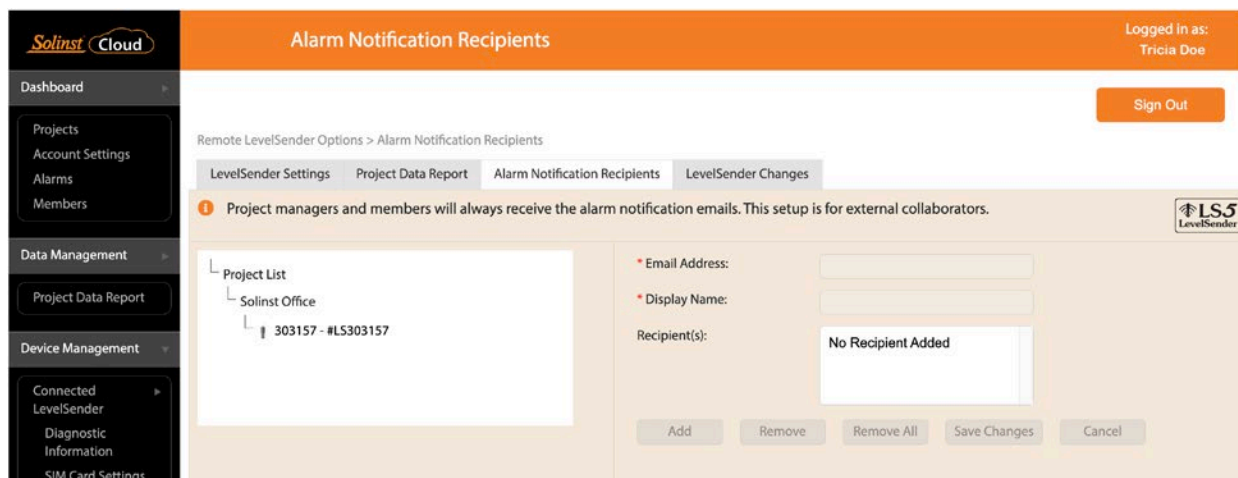 Solinst Cloud
Alarm Notification Recipients
Logged in as:
Tricia Doe
Sign Out
Dashboard
Projects
Account Settings
Alarms
Members
Data Management
Project Data Report
Device Management
Connected
LevelSender
Diagnostic
Information
SIM Card Settings
Remote LevelSender Options > Alarm Notification Recipients
LevelSender Settings
Project Data Report
Alarm Notification Recipients
LevelSender Changes
Project managers and members will always receive the alarm notification emails. This setup is for external collaborators.
LS5
LevelSender
Project List
Solinst Office
303157 - #LS303157
* Email Address:
* Display Name:
Recipient(s):
No Recipient Added
Add
Remove
Remove All
Save Changes
Cancel